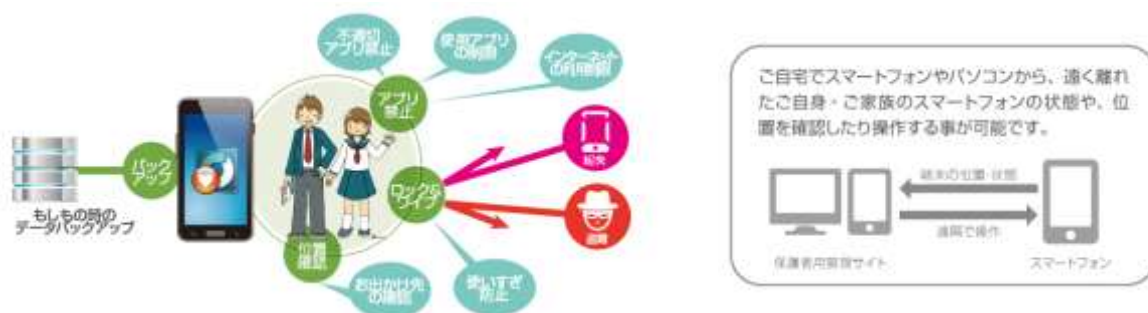 不適切
アプリ禁止
使用アプリ
の制御
インターネット
の利用制限
アプリ
禁止
バック
アップ
もしもの時の
データバックアップ
ロック&
ワイプ
紛失
盗難
位置
確認
お出かけ先
の確認
使いすぎ
防止
ご自宅でスマートフォンやパソコンから、遠く離れ
たご自身・ご家族のスマートフォンの状態や、位
置を確認したり操作する事が可能です。
端末の位置・状態
遠隔で操作
保護者用管理サイト
スマートフォン